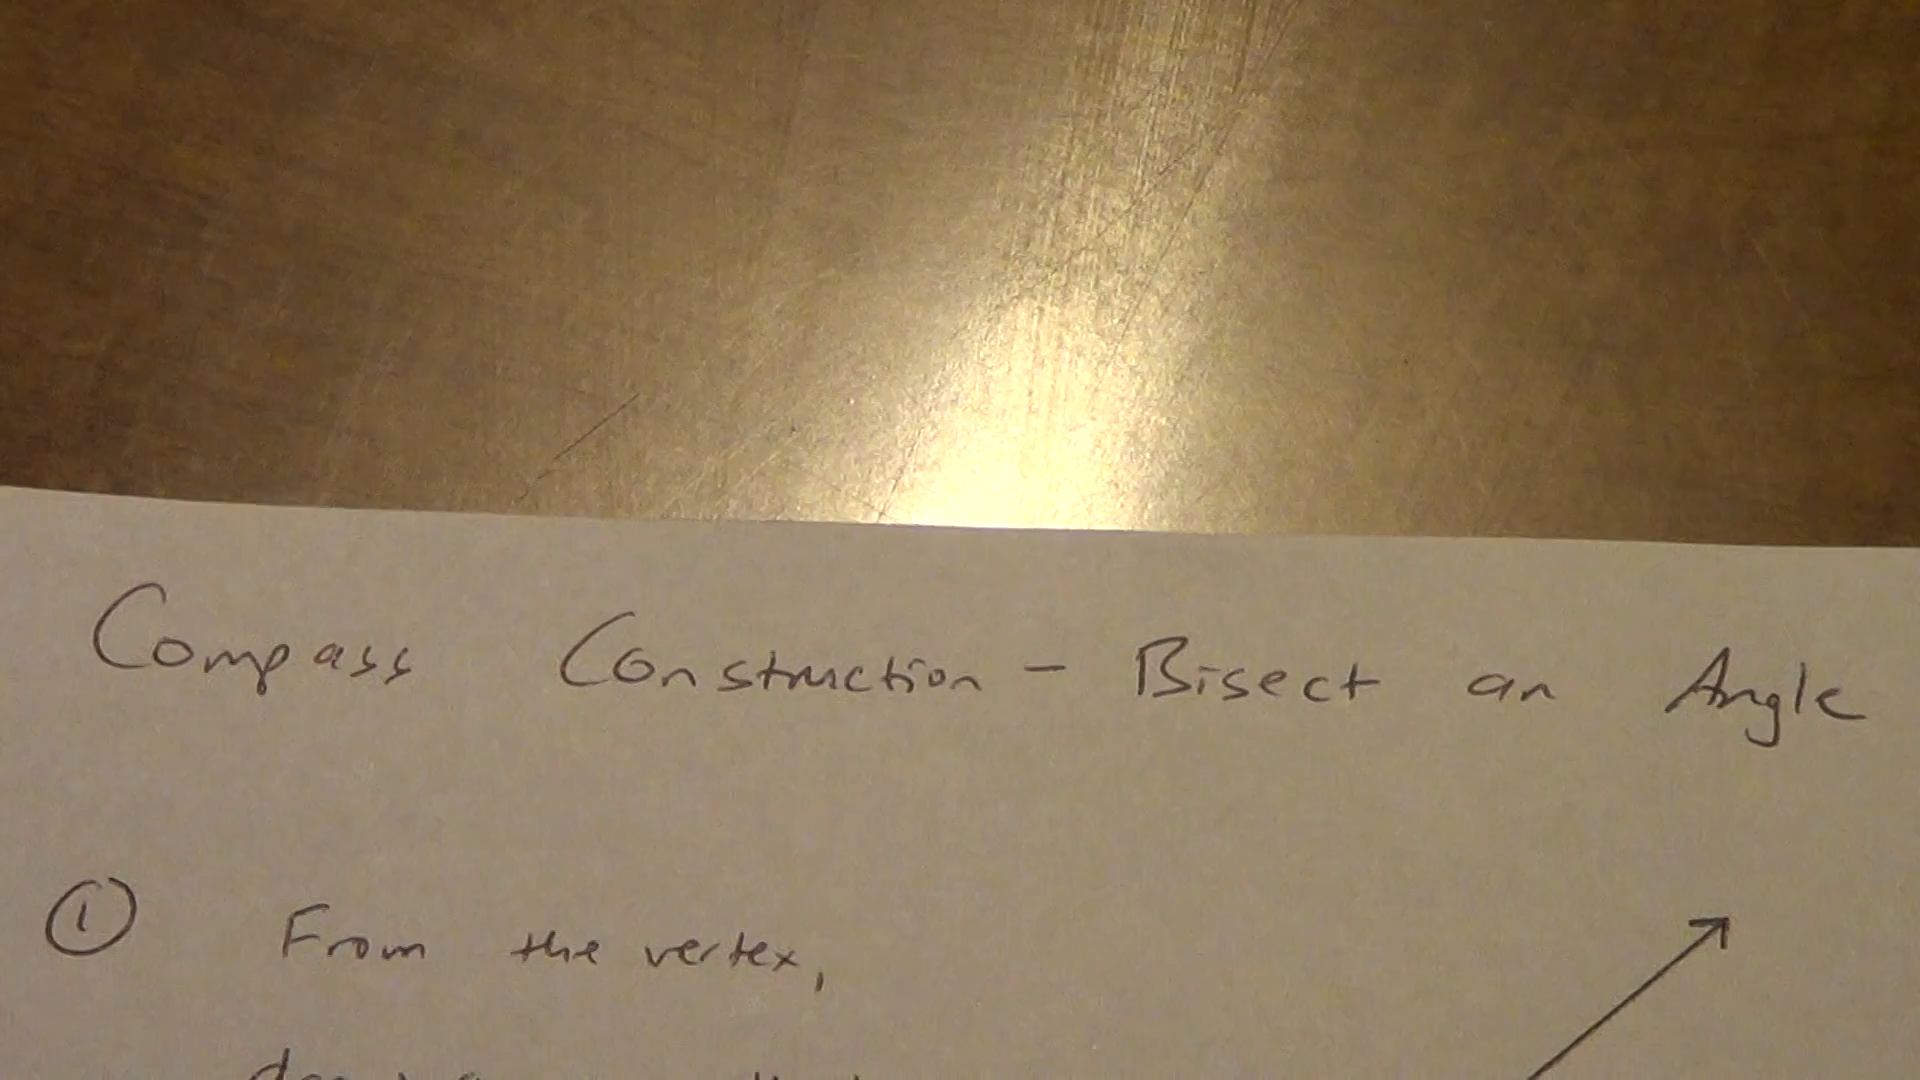 Compass Construction - Bisect an Angle
① From the vertex,